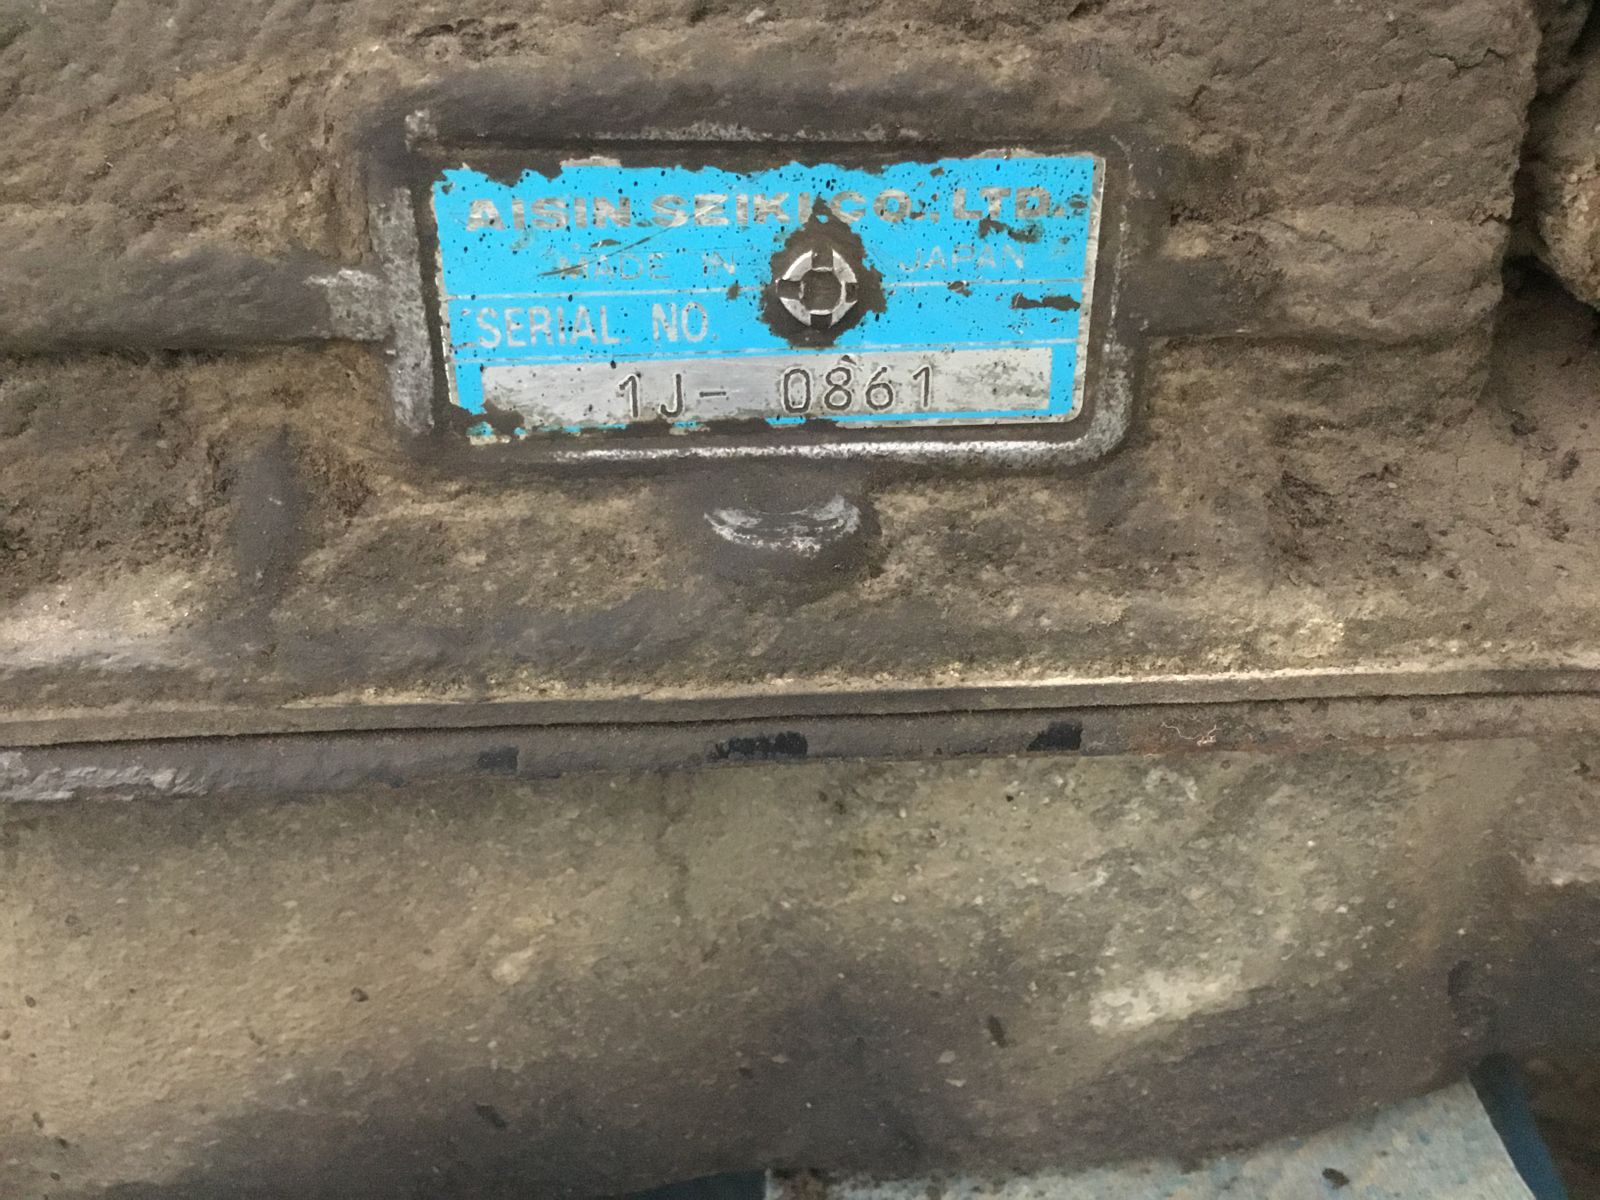 AISIN SEIKI CO., LTD.
MADE IN JAPAN
SERIAL NO.
1J- 0861